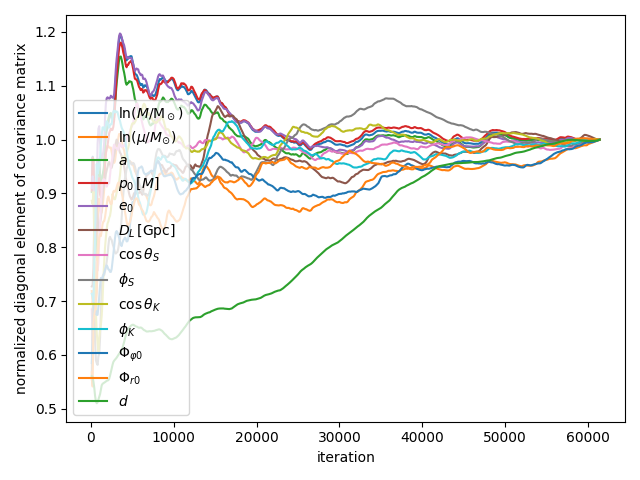 1.2
1.1
1.0
0.9
0.8
0.7
0.6
0.5
normalized diagonal element of covariance matrix
ln(M/M⊙)
ln(μ/M⊙)
a
p₀ [M]
e₀
D_L [Gpc]
cos θ_S
ϕ_S
cos θ_K
ϕ_K
Φ_φ0
Φ_r0
d
0 10000 20000 30000 40000 50000 60000
iteration